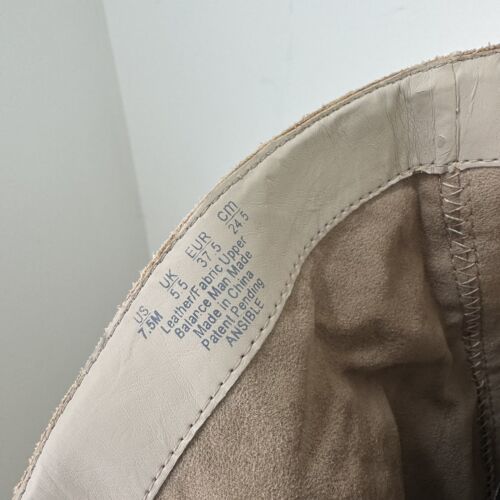 US UK EUR cm
7.5M 5.5 37.5 24.5
Leather/Fabric Upper
Balance Man Made
Made in China
Patent Pending
ANSIBLE